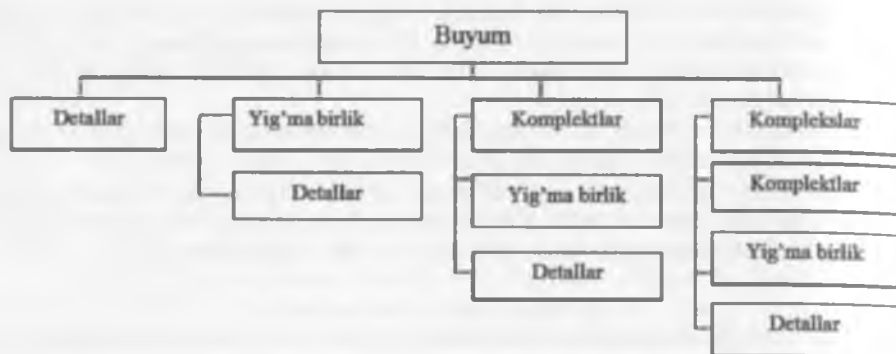 Buyum
Detallar
Yig'ma birlik
Detallar
Komplektlar
Yig'ma birlik
Detallar
Komplekslar
Komplektlar
Yig'ma birlik
Detallar